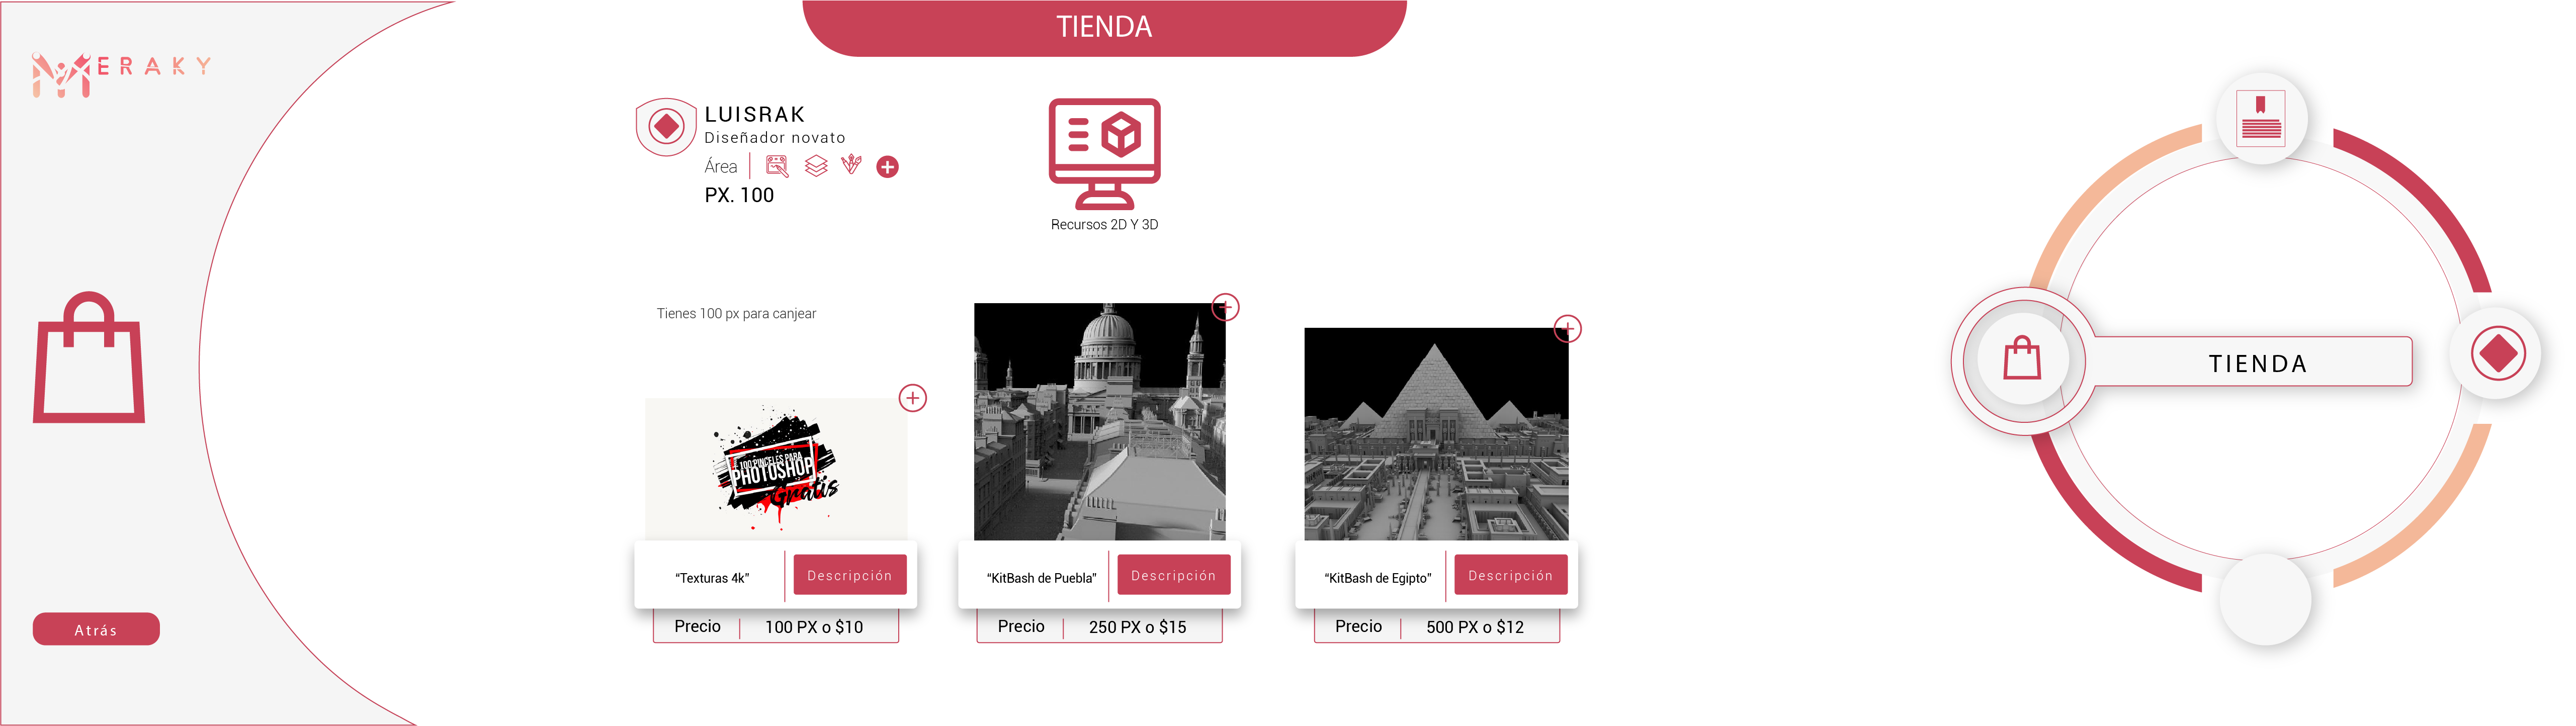 TIENDA
MERAKY
LUISRAK
Diseñador novato
Área
PX. 100
Recursos 2D Y 3D
Tienes 100 px para canjear
100 PINCELES PARA
PHOTOSHOP
Gratis
“Texturas 4k”
Descripción
“KitBash de Puebla”
Descripción
“KitBash de Egipto”
Descripción
Precio
100 PX o $10
Precio
250 PX o $15
Precio
500 PX o $12
Atrás
TIENDA